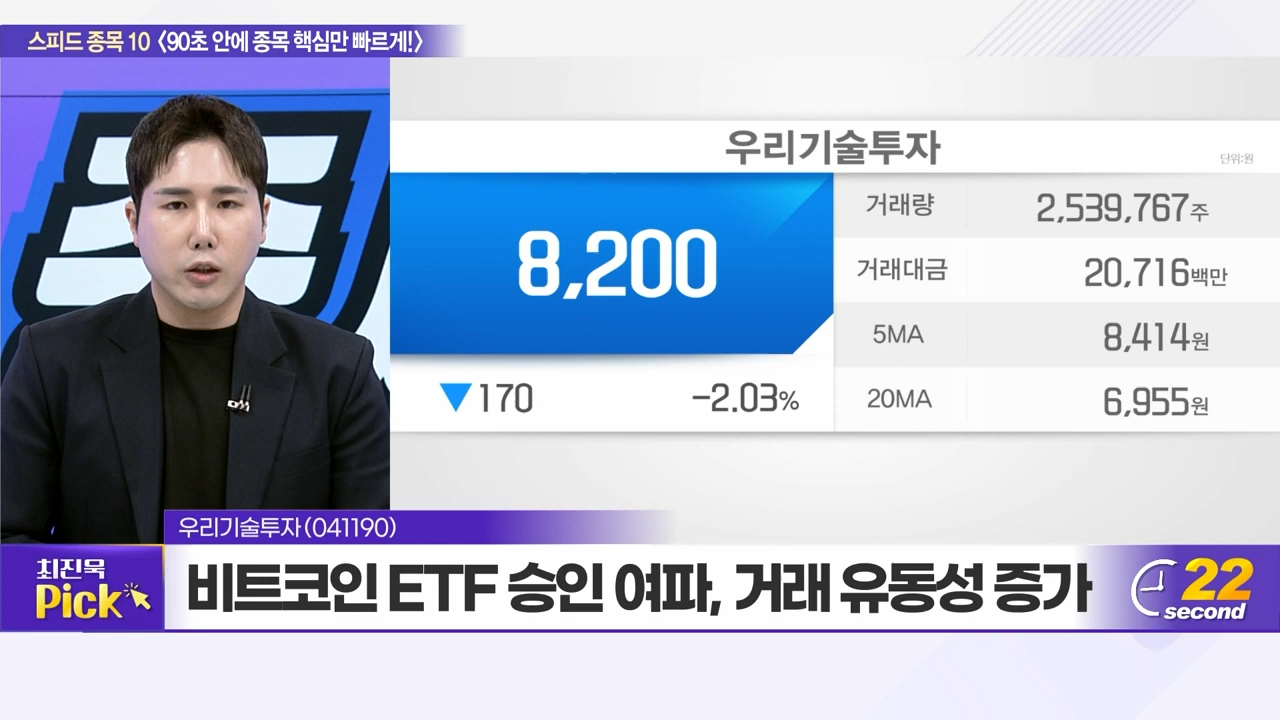 스피드 종목 10 〈90초 안에 종목 핵심만 빠르게!〉
우리기술투자
단위:원
8,200
▼170 -2.03%
거래량 2,539,767주
거래대금 20,716백만
5MA 8,414원
20MA 6,955원
우리기술투자(041190)
최진욱
Pick
비트코인 ETF 승인 여파, 거래 유동성 증가
22
second